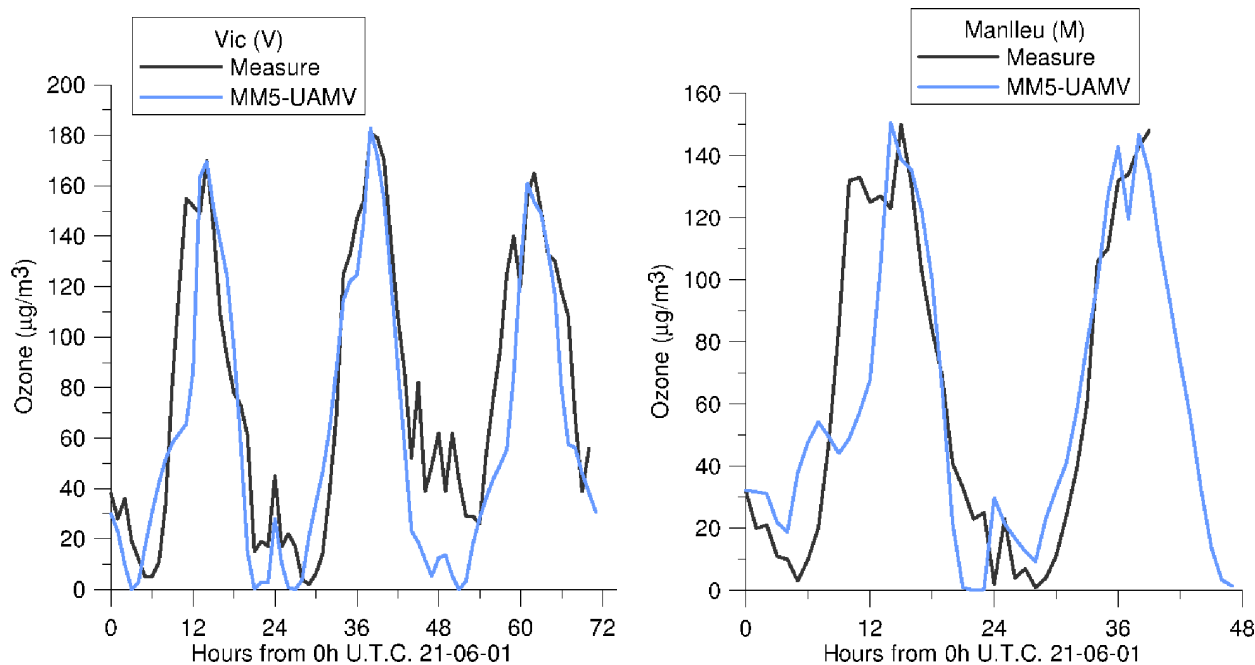 Vic (V)
Measure
MM5-UAMV
200
180
160
140
120
100
80
60
40
20
0
Ozone (µg/m3)
0 12 24 36 48 60 72
Hours from 0h U.T.C. 21-06-01
Manlleu (M)
Measure
MM5-UAMV
160
140
120
100
80
60
40
20
0
Ozone (µg/m3)
0 12 24 36 48
Hours from 0h U.T.C. 21-06-01